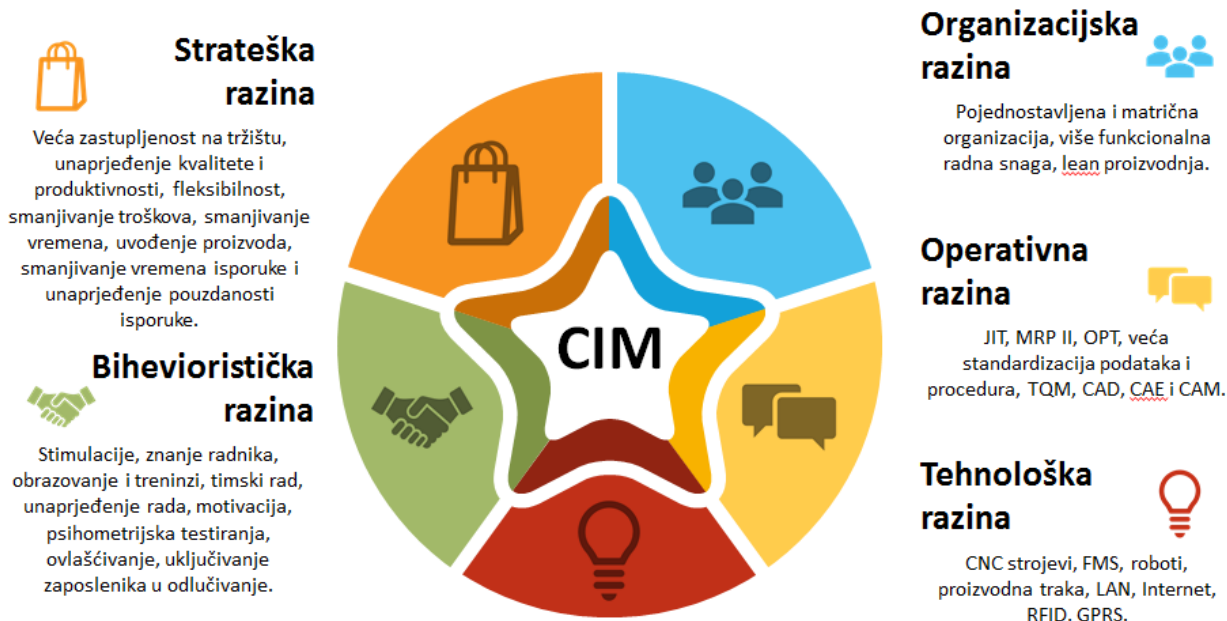 Strateška
razina
Veća zastupljenost na tržištu,
unaprjeđenje kvalitete i
produktivnosti, fleksibilnost,
smanjivanje troškova, smanjivanje
vremena, uvođenje proizvoda,
smanjivanje vremena isporuke i
unaprjeđenje pouzdanosti
isporuke.
Bihevioristička
razina
Stimulacije, znanje radnika,
obrazovanje i treninzi, timski rad,
unaprjeđenje rada, motivacija,
psihometrijska testiranja,
ovlašćivanje, uključivanje
zaposlenika u odlučivanje.
CIM
Organizacijska
razina
Pojednostavljena i matrična
organizacija, više funkcionalna
radna snaga, lean proizvodnja.
Operativna
razina
JIT, MRP II, OPT, veća
standardizacija podataka i
procedura, TQM, CAD, CAE i CAM.
Tehnološka
razina
CNC strojevi, FMS, roboti,
proizvodna traka, LAN, Internet,
RFID, GPRS.